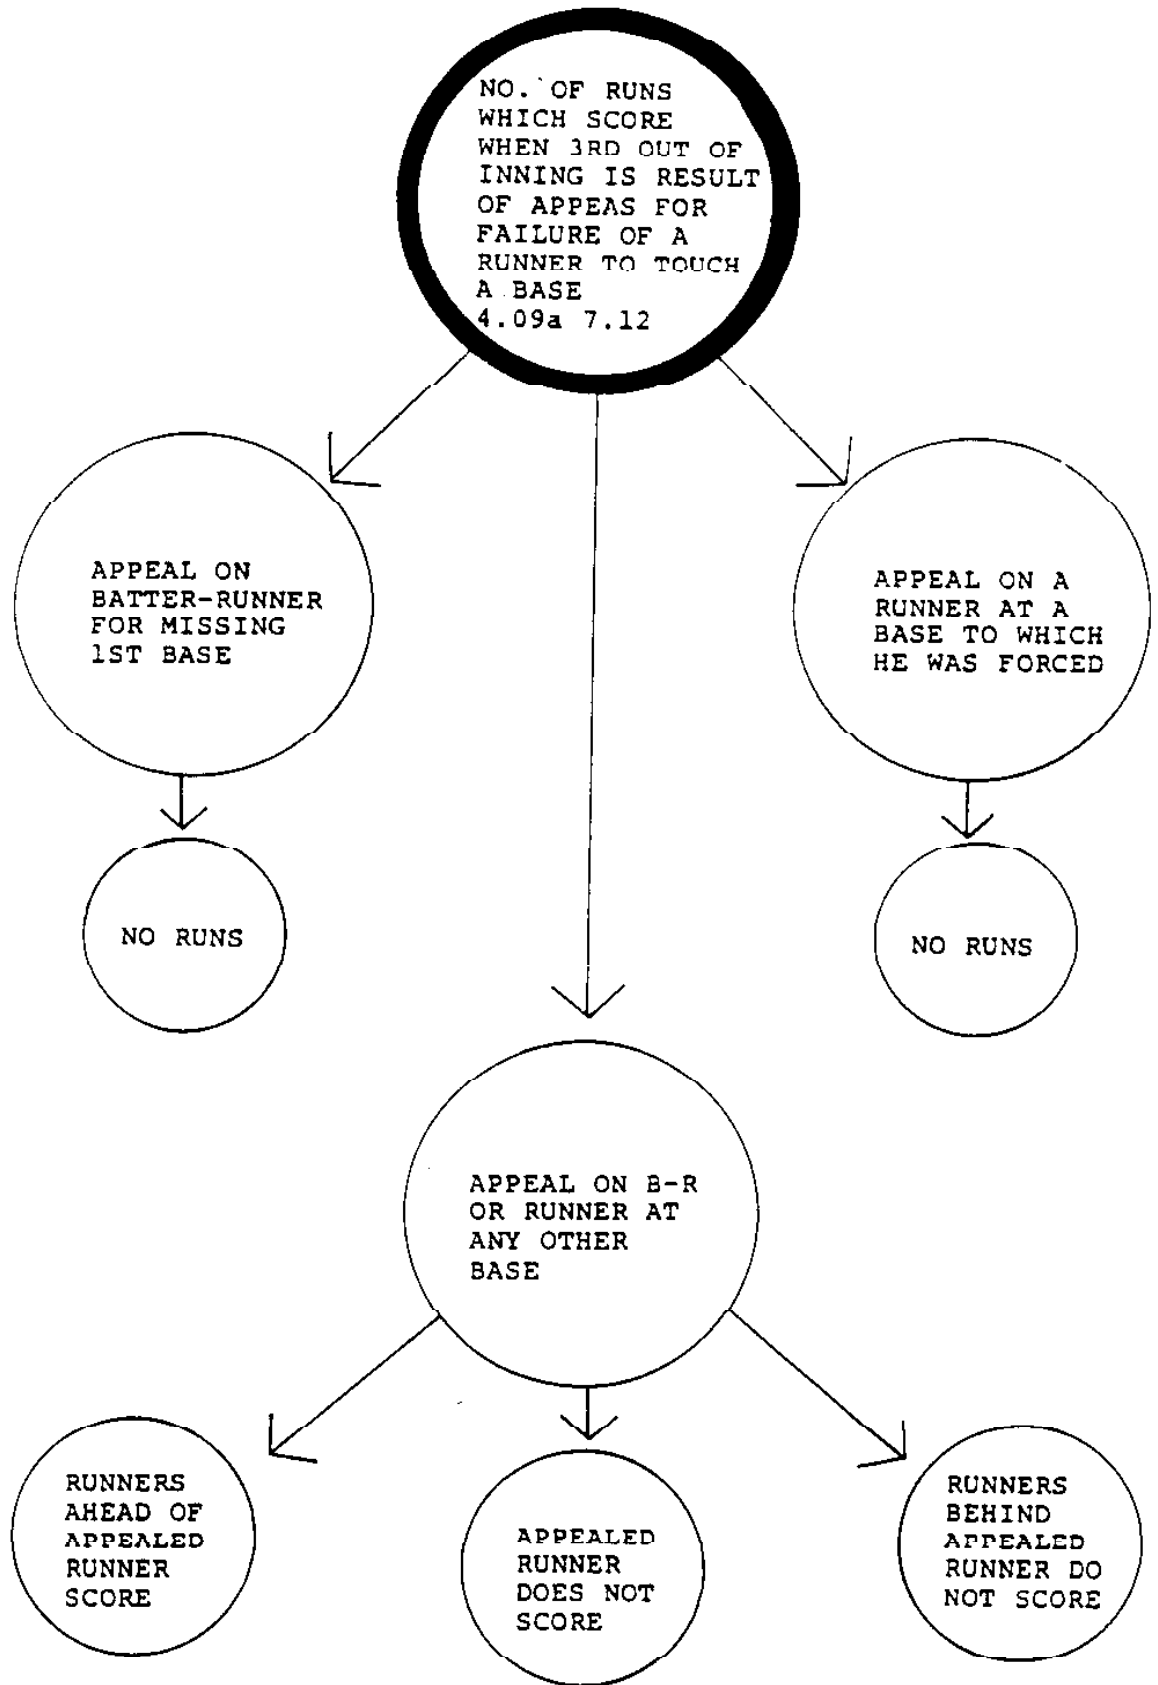 NO. OF RUNS
WHICH SCORE
WHEN 3RD OUT OF
INNING IS RESULT
OF APPEAS FOR
FAILURE OF A
RUNNER TO TOUCH
A BASE
4.09a 7.12
APPEAL ON
BATTER-RUNNER
FOR MISSING
1ST BASE
APPEAL ON A
RUNNER AT A
BASE TO WHICH
HE WAS FORCED
NO RUNS
NO RUNS
APPEAL ON B-R
OR RUNNER AT
ANY OTHER
BASE
RUNNERS
AHEAD OF
APPEALED
RUNNER
SCORE
APPEALED
RUNNER
DOES NOT
SCORE
RUNNERS
BEHIND
APPEALED
RUNNER DO
NOT SCORE